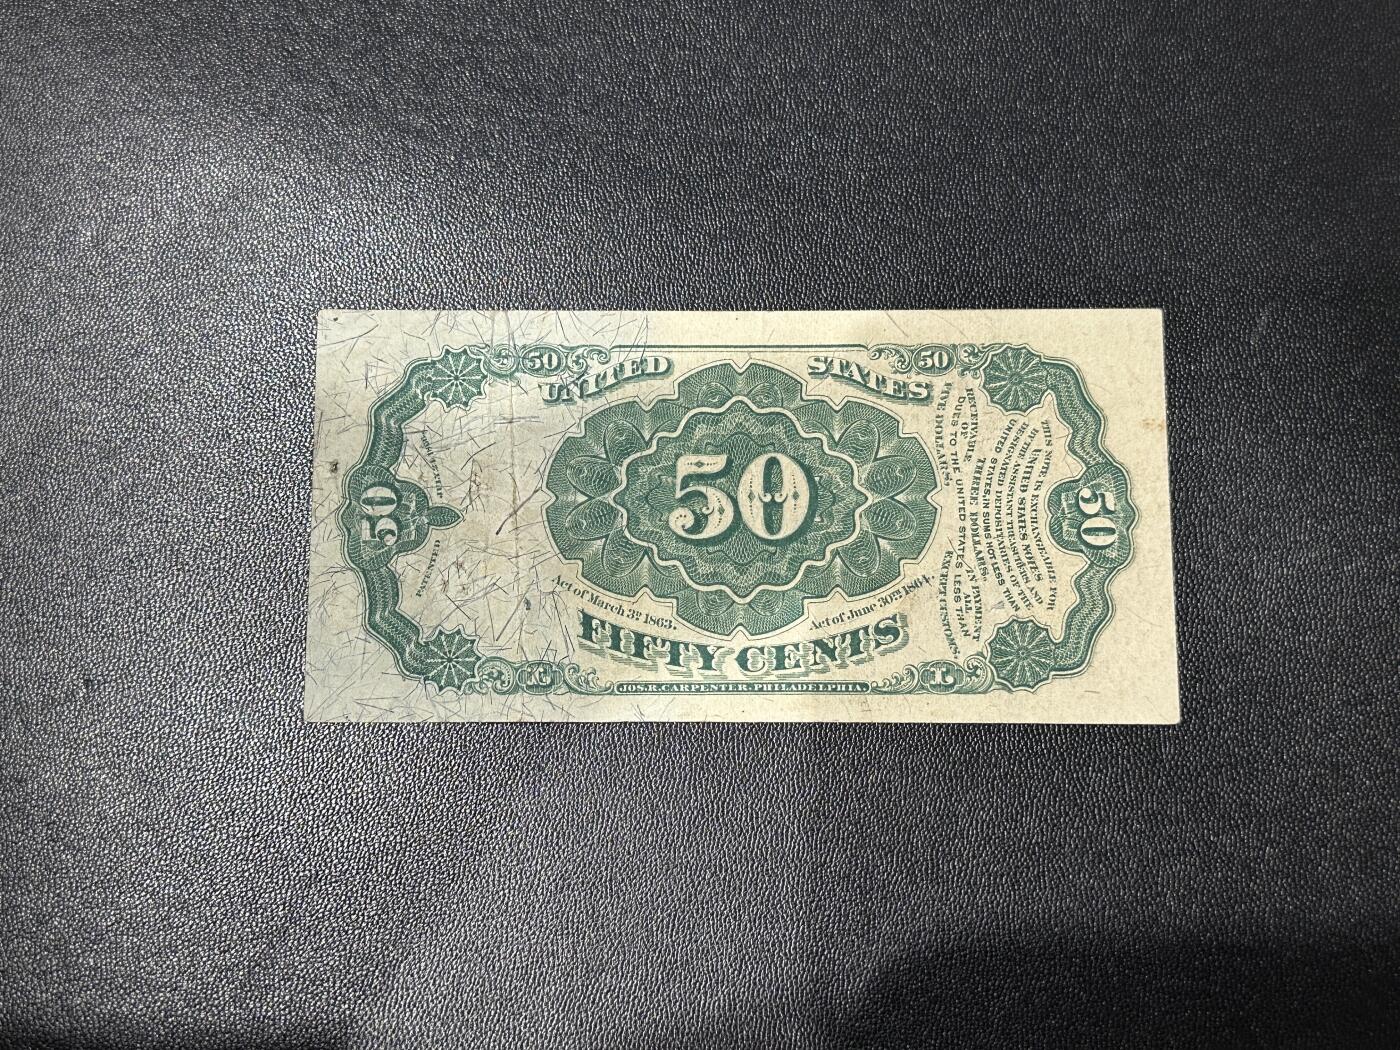 50
50
UNITED STATES
50
50
50
RECEIVABLE
FIVE DOLLARS
OF
DUES TO THE UNITED STATES LESS THAN
THREE DOLLARS. IN PAYMENT
ALL
EXCEPT CUSTOMS.
THIS NOTE IS EXCHANGEABLE FOR
UNITED STATES NOTES
BY THE ASSISTANT TREASURERS AND
DESIGNATED DEPOSITARIES OF THE
UNITED STATES, IN SUMS NOT LESS THAN
PATENTED
Act of March 3D 1863.
Act of June 30TH 1864.
FIFTY CENTS
JOS. R. CARPENTER. PHILADELPHIA.
L